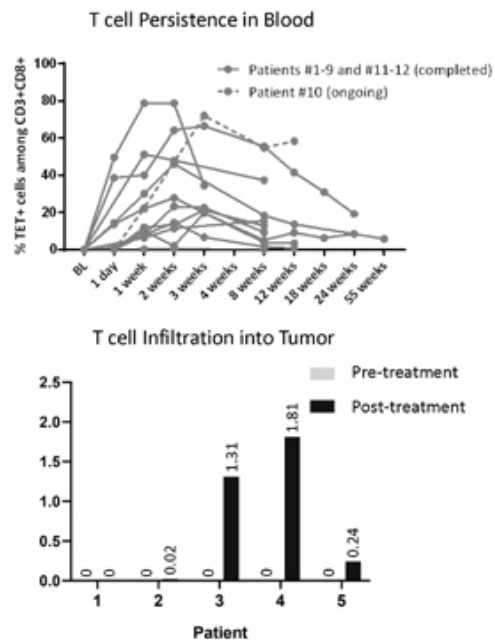 T cell Persistence in Blood
% TET+ cells among CD3+CD8+
100
80
60
40
20
0
Patients #1-9 and #11-12 (completed)
Patient #10 (ongoing)
BL
1 day
1 week
2 weeks
3 weeks
4 weeks
8 weeks
12 weeks
18 weeks
24 weeks
55 weeks
T cell Infiltration into Tumor
Pre-treatment
Post-treatment
2.5
2.0
1.5
1.0
0.5
0.0
0
0
0
0.02
0
1.31
0
1.81
0
0.24
1
2
3
4
5
Patient